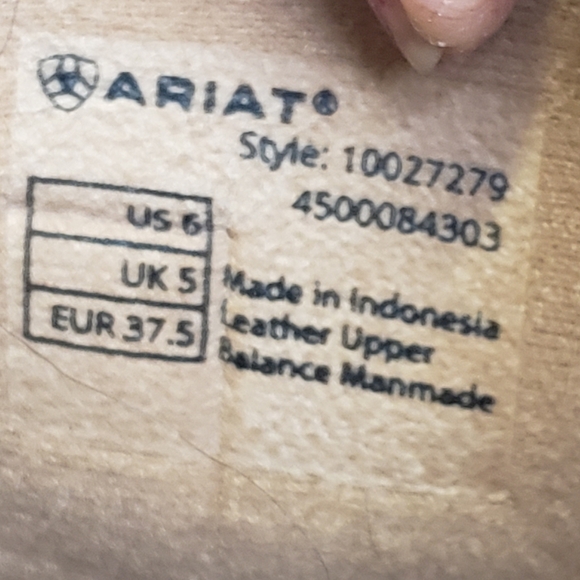 ARIAT®
Style: 10027279
4500084303
US 6
UK 5
EUR 37.5
Made in Indonesia
Leather Upper
Balance Manmade